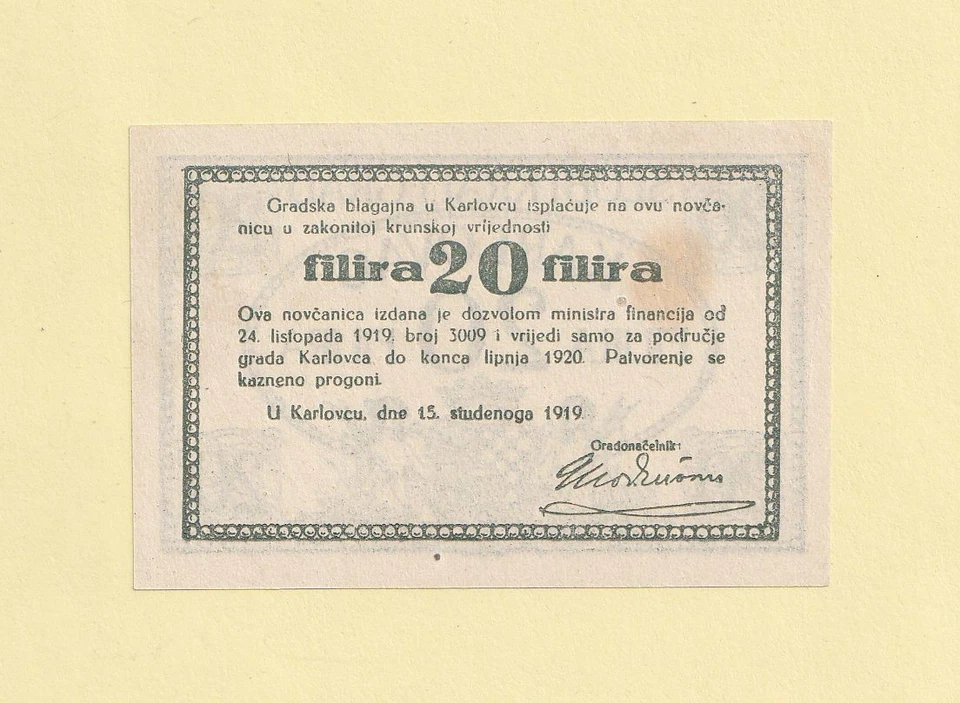 Gradska blagajna u Karlovcu isplaćuje na ovu novča-
nicu u zakonitoj krunskoj vrijednosti
filira 20 filira
Ova novčanica izdana je dozvolom ministra financija od
24. listopada 1919. broj 3009 i vrijedi samo za područje
grada Karlovca do konca lipnja 1920. Patvorenje se
kazneno progoni.
U Karlovcu, dne 15. studenoga 1919.
Gradonačelnik: